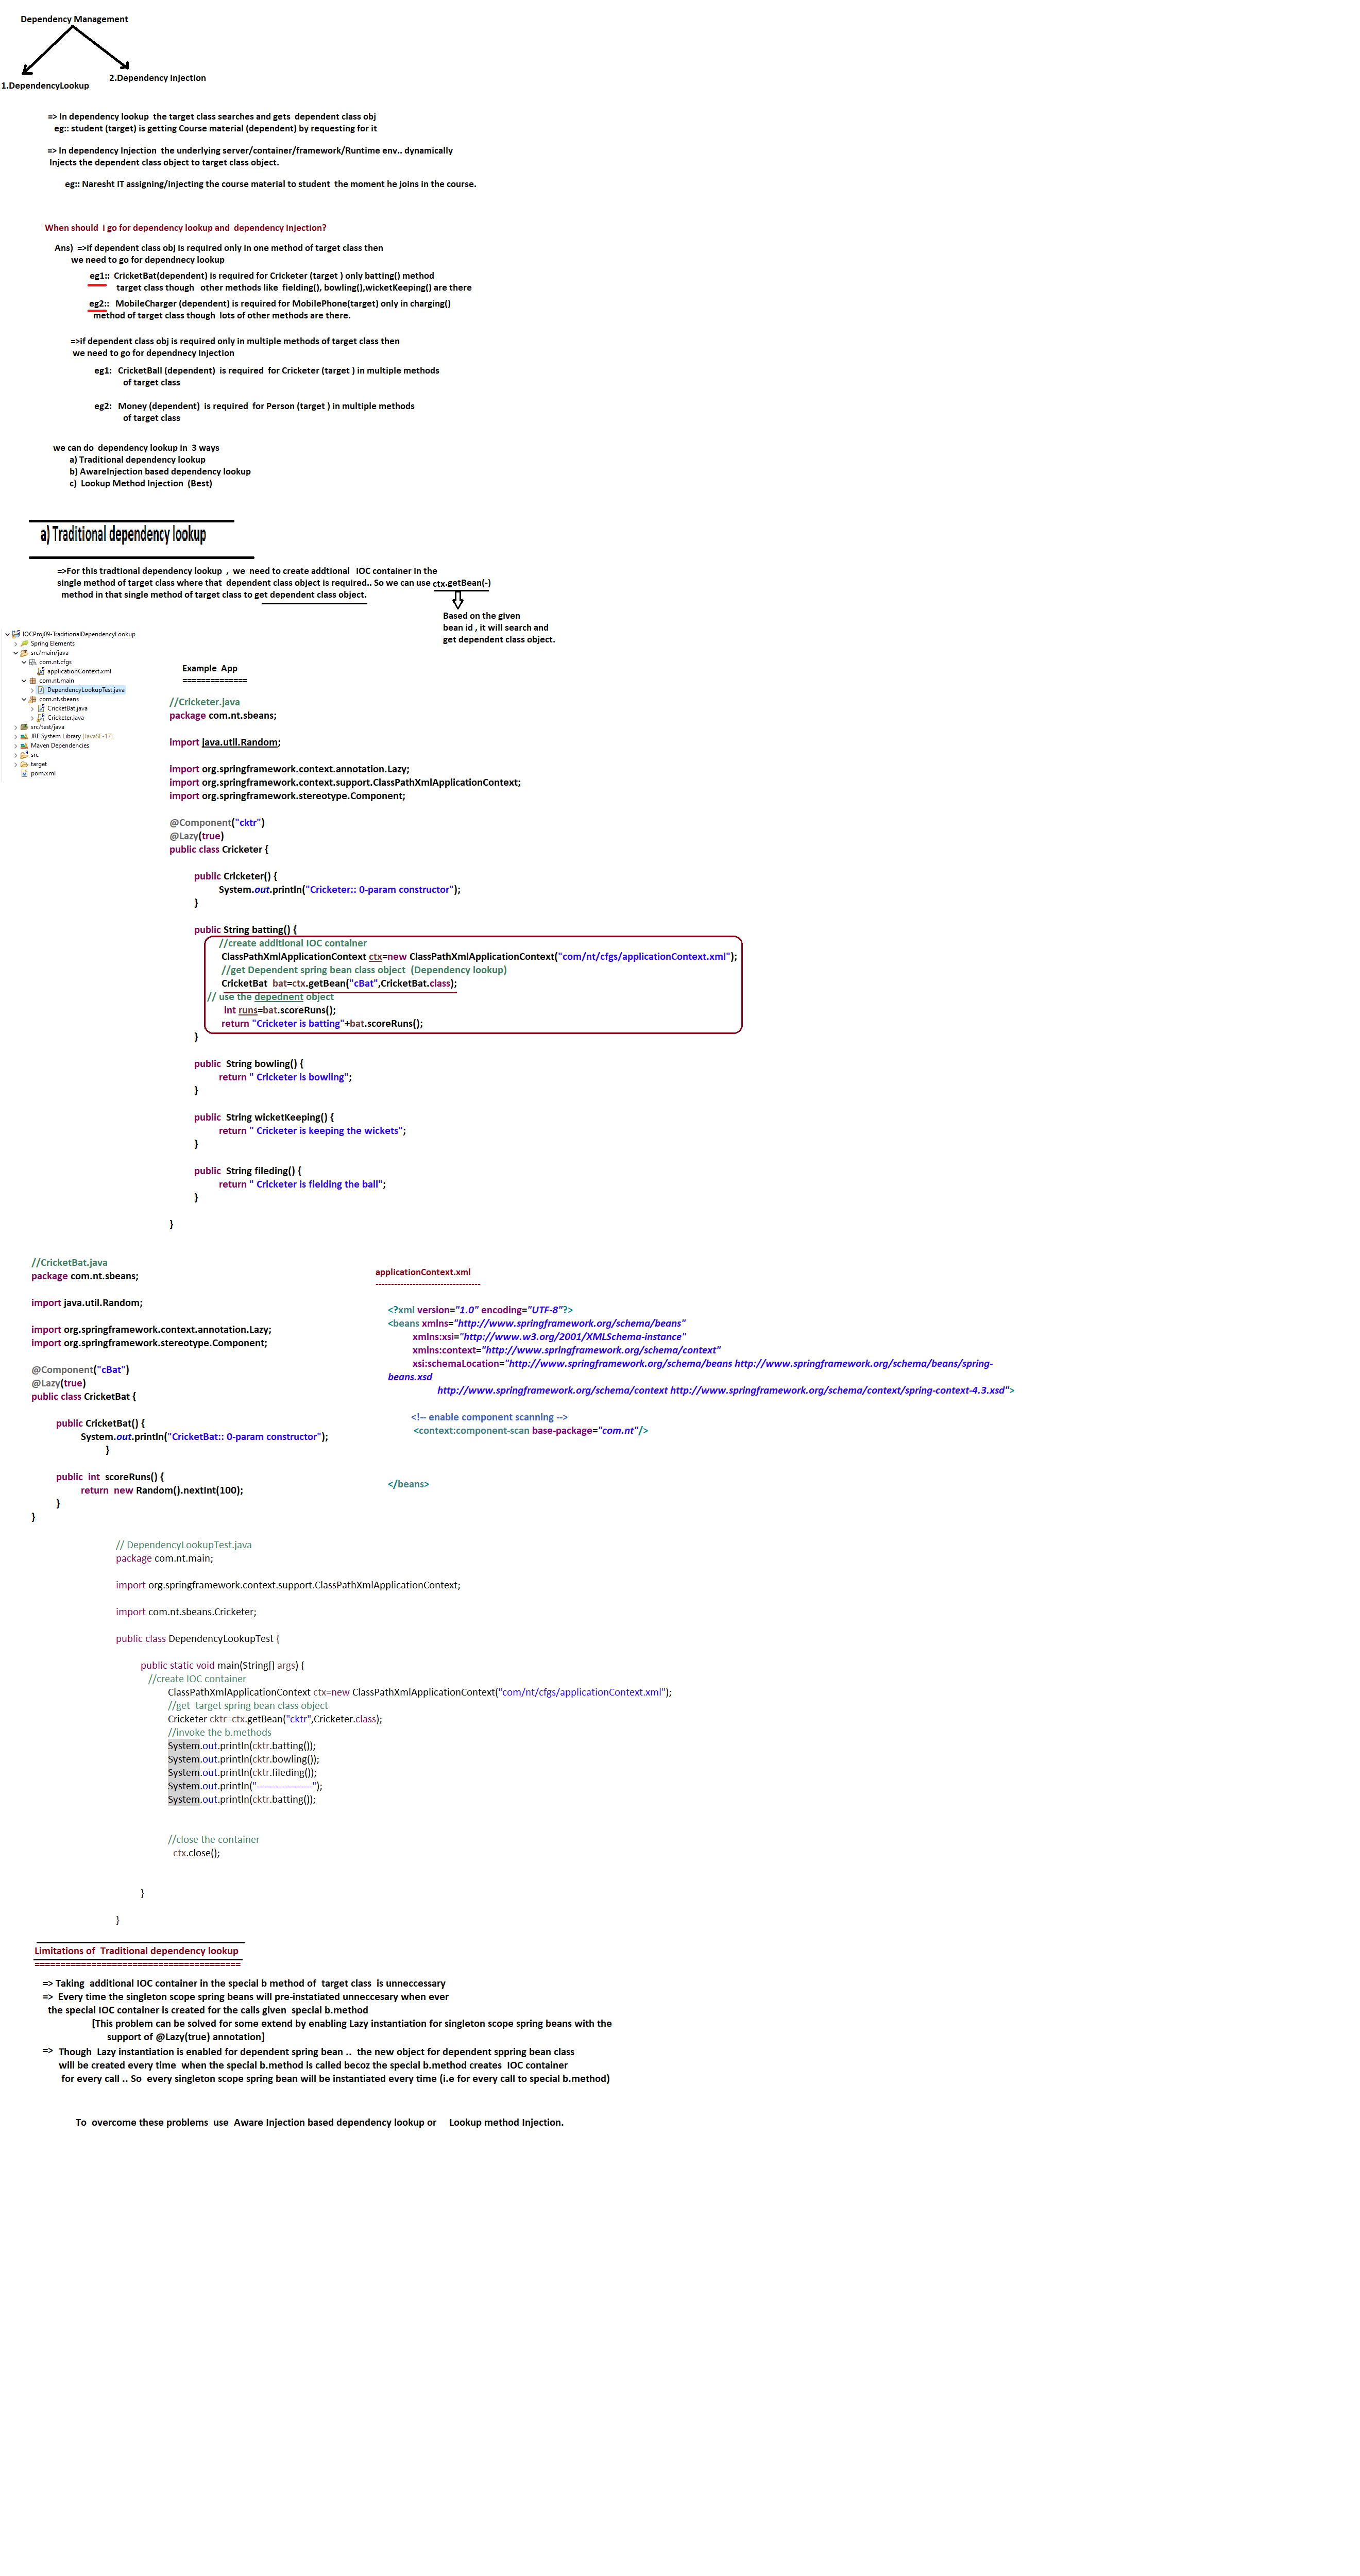 Dependency Management
1.DependencyLookup
2.Dependency Injection
=> In dependency lookup the target class searches and gets dependent class obj
eg:: student (target) is getting Course material (dependent) by requesting for it
=> In dependency Injection the underlying server/container/framework/Runtime env.. dynamically
Injects the dependent class object to target class object.
eg:: Naresht IT assigning/injecting the course material to student the moment he joins in the course.
When should i go for dependency lookup and dependency Injection?
Ans) =>if dependent class obj is required only in one method of target class then
we need to go for dependnecy lookup
eg1:: CricketBat(dependent) is required for Cricketer (target ) only batting() method
target class though other methods like fielding(), bowling(),wicketKeeping() are there
eg2:: MobileCharger (dependent) is required for MobilePhone(target) only in charging()
method of target class though lots of other methods are there.
=>if dependent class obj is required only in multiple methods of target class then
we need to go for dependnecy Injection
eg1: CricketBall (dependent) is required for Cricketer (target ) in multiple methods
of target class
eg2: Money (dependent) is required for Person (target ) in multiple methods
of target class
we can do dependency lookup in 3 ways
a) Traditional dependency lookup
b) AwareInjection based dependency lookup
c) Lookup Method Injection (Best)
a) Traditional dependency lookup
=>For this tradtional dependency lookup , we need to create addtional IOC container in the
single method of target class where that dependent class object is required.. So we can use ctx.getBean(-)
method in that single method of target class to get dependent class object.
Based on the given
bean id , it will search and
get dependent class object.
IOCProj09-TraditionalDependencyLookup
Spring Elements
src/main/java
com.nt.cfgs
applicationContext.xml
com.nt.main
DependencyLookupTest.java
com.nt.sbeans
CricketBat.java
Cricketer.java
src/test/java
JRE System Library [JavaSE-17]
Maven Dependencies
src
target
pom.xml
Example App
==============
//Cricketer.java
package com.nt.sbeans;
import java.util.Random;
import org.springframework.context.annotation.Lazy;
import org.springframework.context.support.ClassPathXmlApplicationContext;
import org.springframework.stereotype.Component;
@Component("cktr")
@Lazy(true)
public class Cricketer {
public Cricketer() {
System.out.println("Cricketer:: 0-param constructor");
}
public String batting() {
//create additional IOC container
ClassPathXmlApplicationContext ctx=new ClassPathXmlApplicationContext("com/nt/cfgs/applicationContext.xml");
//get Dependent spring bean class object (Dependency lookup)
CricketBat bat=ctx.getBean("cBat",CricketBat.class);
// use the depednent object
int runs=bat.scoreRuns();
return "Cricketer is batting"+bat.scoreRuns();
}
public String bowling() {
return " Cricketer is bowling";
}
public String wicketKeeping() {
return " Cricketer is keeping the wickets";
}
public String fileding() {
return " Cricketer is fielding the ball";
}
}
//CricketBat.java
package com.nt.sbeans;
import java.util.Random;
import org.springframework.context.annotation.Lazy;
import org.springframework.stereotype.Component;
@Component("cBat")
@Lazy(true)
public class CricketBat {
public CricketBat() {
System.out.println("CricketBat:: 0-param constructor");
}
public int scoreRuns() {
return new Random().nextInt(100);
}
}
applicationContext.xml
----------------------------------
<?xml version="1.0" encoding="UTF-8"?>
<beans xmlns="http://www.springframework.org/schema/beans"
xmlns:xsi="http://www.w3.org/2001/XMLSchema-instance"
xmlns:context="http://www.springframework.org/schema/context"
xsi:schemaLocation="http://www.springframework.org/schema/beans http://www.springframework.org/schema/beans/spring-
beans.xsd
http://www.springframework.org/schema/context http://www.springframework.org/schema/context/spring-context-4.3.xsd">
<!-- enable component scanning -->
<context:component-scan base-package="com.nt"/>
</beans>
// DependencyLookupTest.java
package com.nt.main;
import org.springframework.context.support.ClassPathXmlApplicationContext;
import com.nt.sbeans.Cricketer;
public class DependencyLookupTest {
public static void main(String[] args) {
//create IOC container
ClassPathXmlApplicationContext ctx=new ClassPathXmlApplicationContext("com/nt/cfgs/applicationContext.xml");
//get target spring bean class object
Cricketer cktr=ctx.getBean("cktr",Cricketer.class);
//invoke the b.methods
System.out.println(cktr.batting());
System.out.println(cktr.bowling());
System.out.println(cktr.fileding());
System.out.println("------------------");
System.out.println(cktr.batting());
//close the container
ctx.close();
}
}
Limitations of Traditional dependency lookup
========================================
=> Taking additional IOC container in the special b method of target class is unneccessary
=> Every time the singleton scope spring beans will pre-instatiated unneccesary when ever
the special IOC container is created for the calls given special b.method
[This problem can be solved for some extend by enabling Lazy instantiation for singleton scope spring beans with the
support of @Lazy(true) annotation]
=> Though Lazy instantiation is enabled for dependent spring bean .. the new object for dependent sppring bean class
will be created every time when the special b.method is called becoz the special b.method creates IOC container
for every call .. So every singleton scope spring bean will be instantiated every time (i.e for every call to special b.method)
To overcome these problems use Aware Injection based dependency lookup or Lookup method Injection.